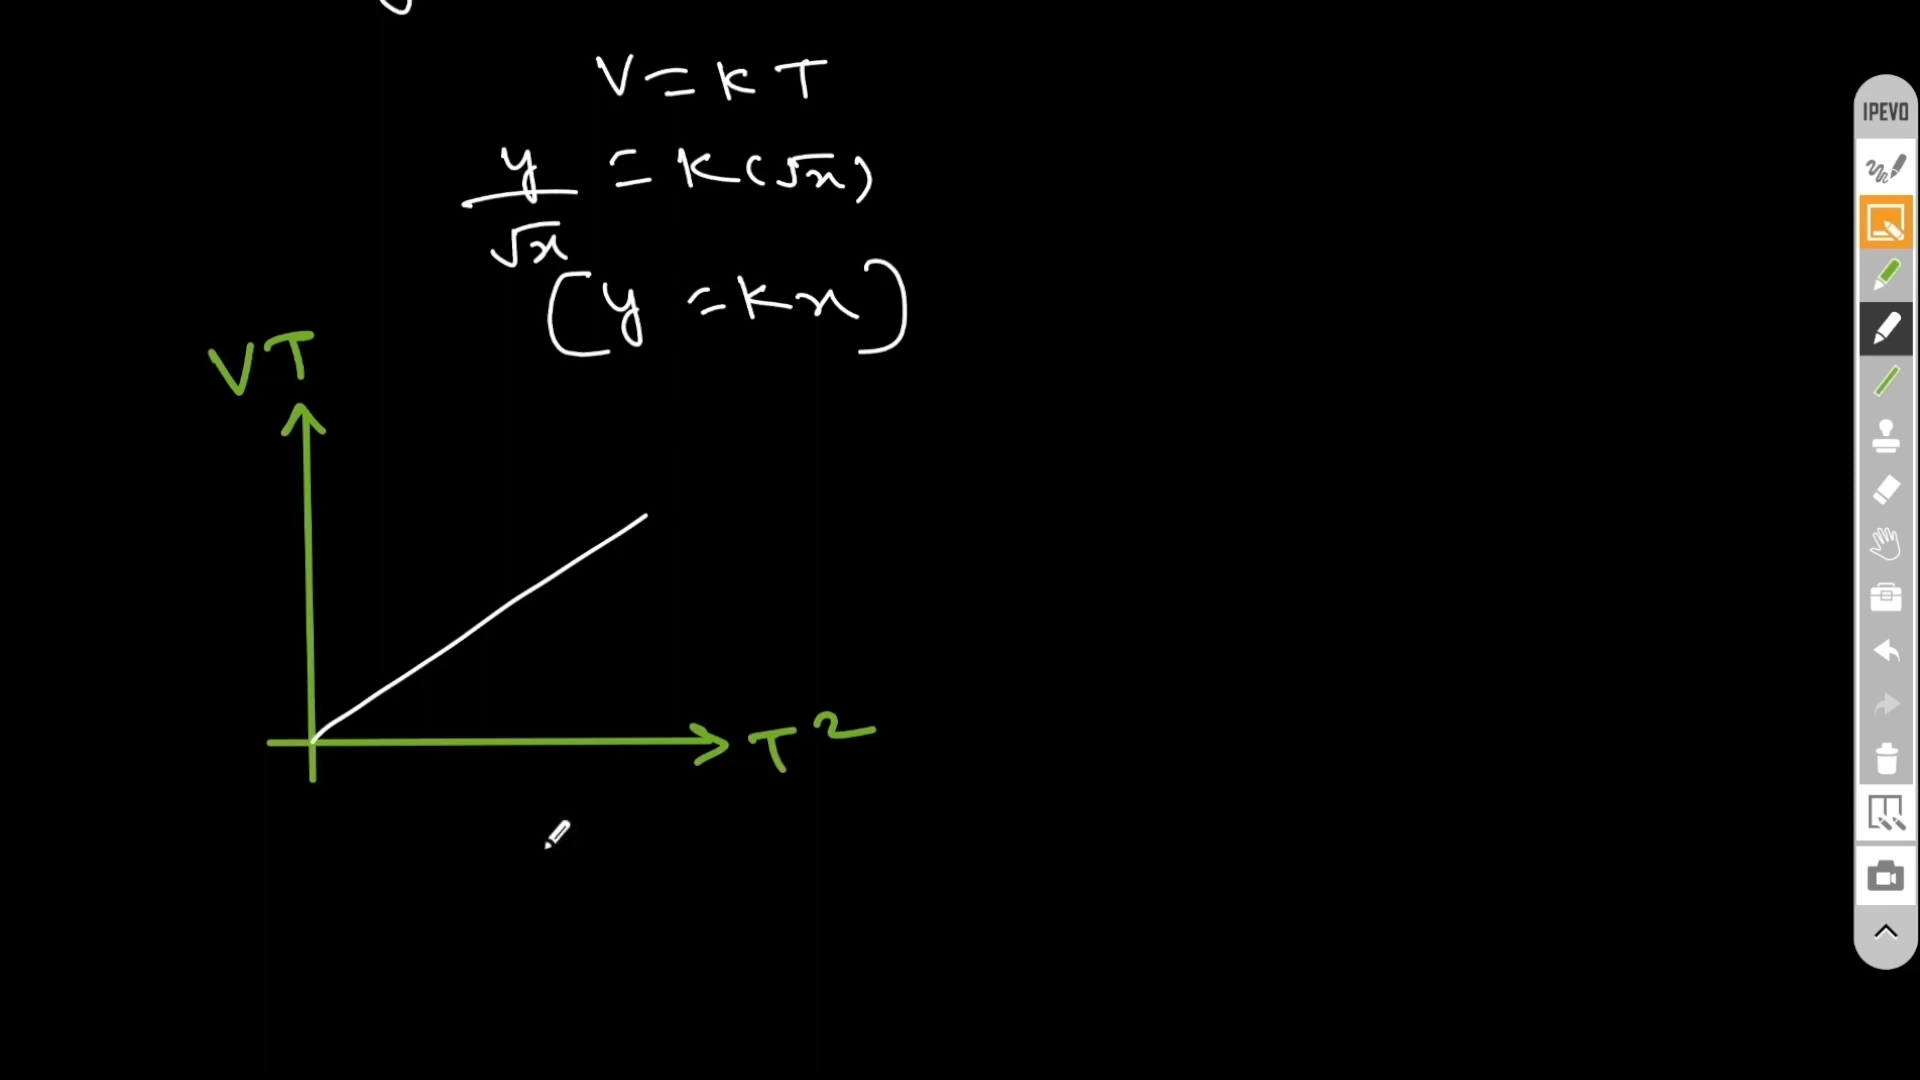 V = K T
y/√x = K(√x)
(y = Kx)
VT
T²
IPEVO